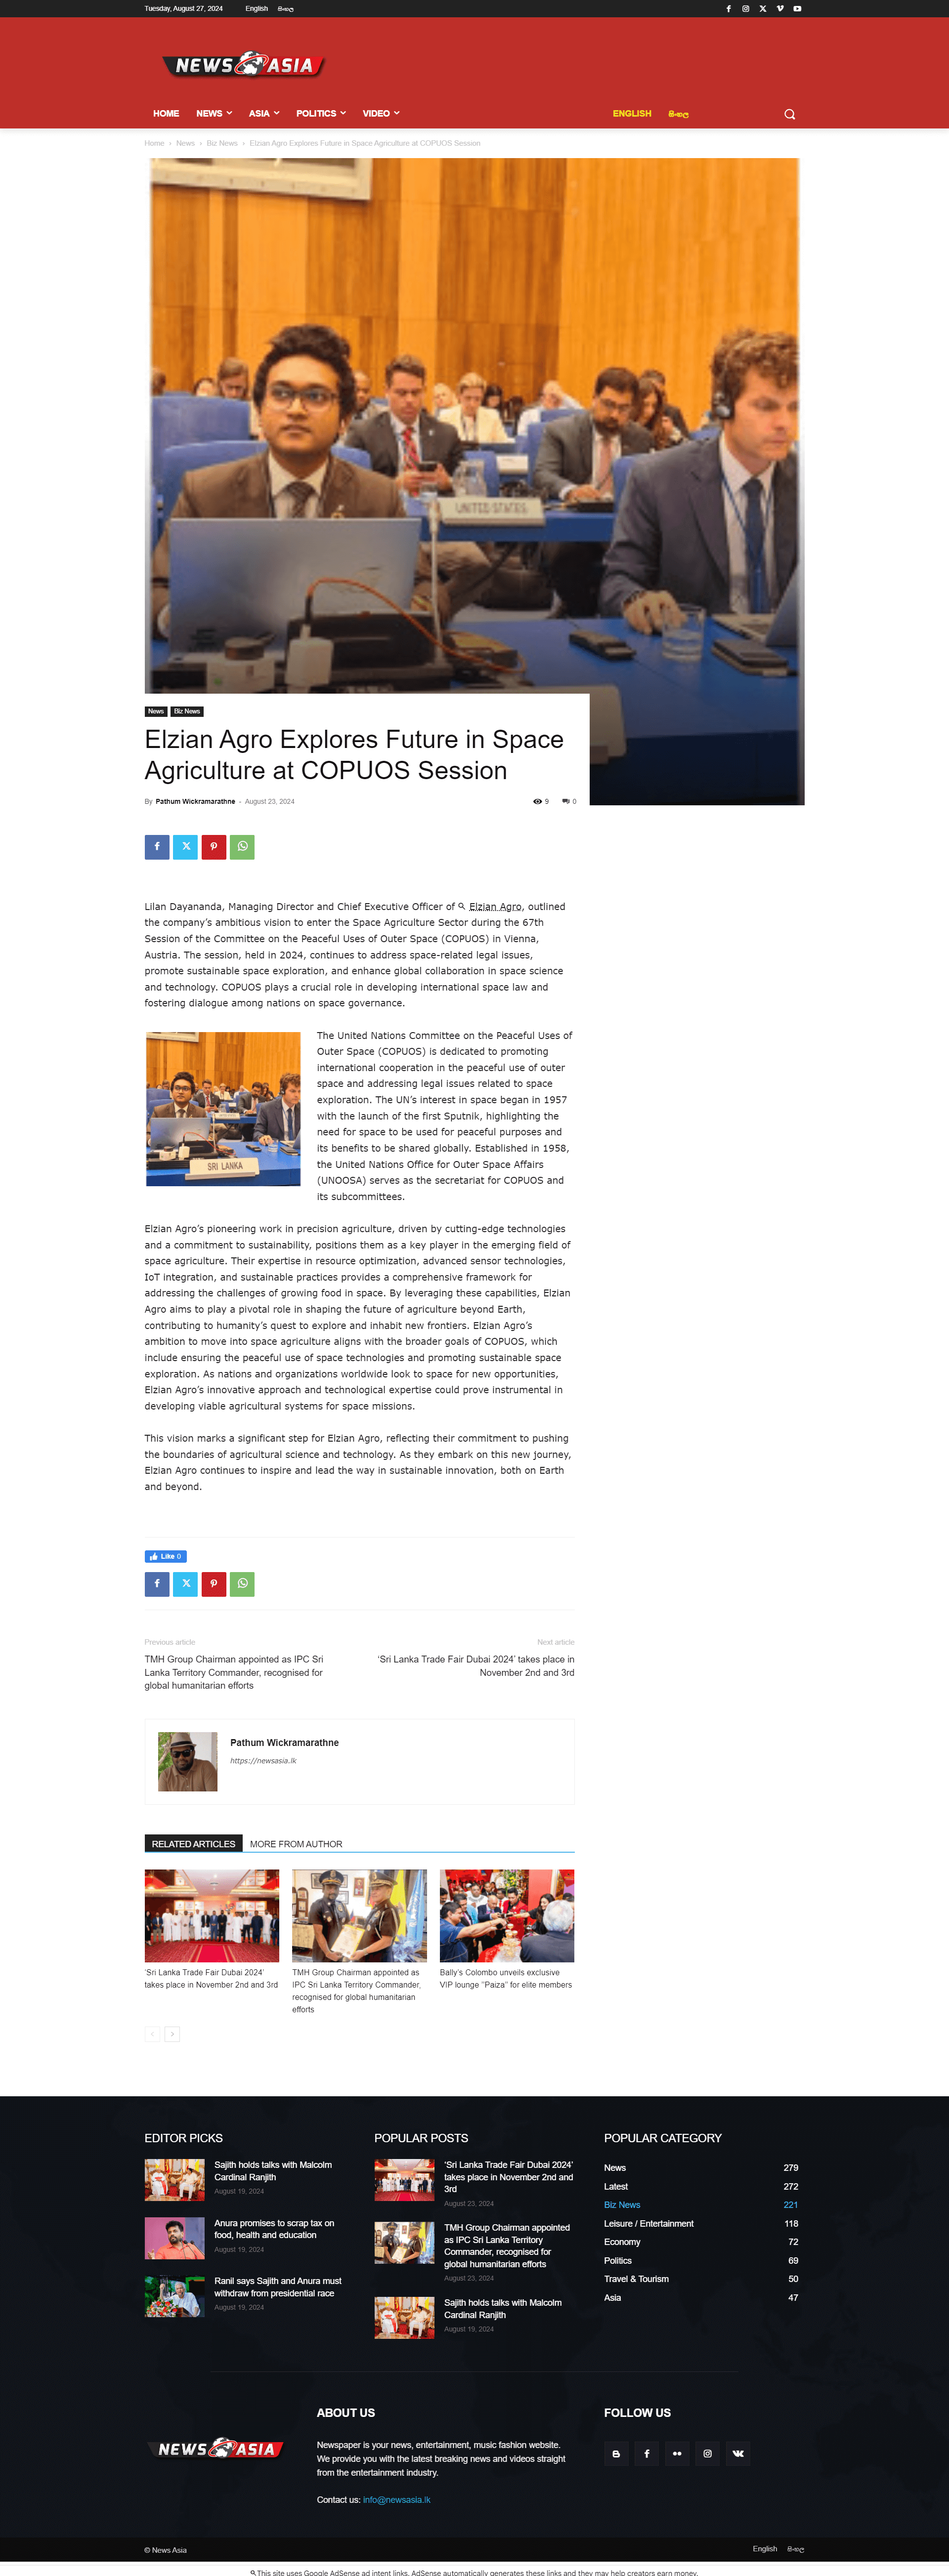 Tuesday, August 27, 2024
English
සිංහල
NEWS ASIA
HOME
NEWS
ASIA
POLITICS
VIDEO
ENGLISH
සිංහල
Home › News › Biz News › Elzian Agro Explores Future in Space Agriculture at COPUOS Session
UNITED STATES
News
Biz News
Elzian Agro Explores Future in Space
Agriculture at COPUOS Session
By Pathum Wickramarathne - August 23, 2024
9
0
Lilan Dayananda, Managing Director and Chief Executive Officer of Elzian Agro, outlined
the company’s ambitious vision to enter the Space Agriculture Sector during the 67th
Session of the Committee on the Peaceful Uses of Outer Space (COPUOS) in Vienna,
Austria. The session, held in 2024, continues to address space-related legal issues,
promote sustainable space exploration, and enhance global collaboration in space science
and technology. COPUOS plays a crucial role in developing international space law and
fostering dialogue among nations on space governance.
SRI LANKA
The United Nations Committee on the Peaceful Uses of
Outer Space (COPUOS) is dedicated to promoting
international cooperation in the peaceful use of outer
space and addressing legal issues related to space
exploration. The UN’s interest in space began in 1957
with the launch of the first Sputnik, highlighting the
need for space to be used for peaceful purposes and
its benefits to be shared globally. Established in 1958,
the United Nations Office for Outer Space Affairs
(UNOOSA) serves as the secretariat for COPUOS and
its subcommittees.
Elzian Agro’s pioneering work in precision agriculture, driven by cutting-edge technologies
and a commitment to sustainability, positions them as a key player in the emerging field of
space agriculture. Their expertise in resource optimization, advanced sensor technologies,
IoT integration, and sustainable practices provides a comprehensive framework for
addressing the challenges of growing food in space. By leveraging these capabilities, Elzian
Agro aims to play a pivotal role in shaping the future of agriculture beyond Earth,
contributing to humanity’s quest to explore and inhabit new frontiers. Elzian Agro’s
ambition to move into space agriculture aligns with the broader goals of COPUOS, which
include ensuring the peaceful use of space technologies and promoting sustainable space
exploration. As nations and organizations worldwide look to space for new opportunities,
Elzian Agro’s innovative approach and technological expertise could prove instrumental in
developing viable agricultural systems for space missions.
This vision marks a significant step for Elzian Agro, reflecting their commitment to pushing
the boundaries of agricultural science and technology. As they embark on this new journey,
Elzian Agro continues to inspire and lead the way in sustainable innovation, both on Earth
and beyond.
Like 0
Previous article
TMH Group Chairman appointed as IPC Sri
Lanka Territory Commander, recognised for
global humanitarian efforts
Next article
‘Sri Lanka Trade Fair Dubai 2024’ takes place in
November 2nd and 3rd
Pathum Wickramarathne
https://newsasia.lk
RELATED ARTICLES
MORE FROM AUTHOR
‘Sri Lanka Trade Fair Dubai 2024’
takes place in November 2nd and 3rd
TMH Group Chairman appointed as
IPC Sri Lanka Territory Commander,
recognised for global humanitarian
efforts
Bally’s Colombo unveils exclusive
VIP lounge “Paiza” for elite members
EDITOR PICKS
Sajith holds talks with Malcolm
Cardinal Ranjith
August 19, 2024
Anura promises to scrap tax on
food, health and education
August 19, 2024
Ranil says Sajith and Anura must
withdraw from presidential race
August 19, 2024
POPULAR POSTS
‘Sri Lanka Trade Fair Dubai 2024’
takes place in November 2nd and
3rd
August 23, 2024
TMH Group Chairman appointed
as IPC Sri Lanka Territory
Commander, recognised for
global humanitarian efforts
August 23, 2024
Sajith holds talks with Malcolm
Cardinal Ranjith
August 19, 2024
POPULAR CATEGORY
News 279
Latest 272
Biz News 221
Leisure / Entertainment 118
Economy 72
Politics 69
Travel & Tourism 50
Asia 47
NEWS ASIA
ABOUT US
Newspaper is your news, entertainment, music fashion website.
We provide you with the latest breaking news and videos straight
from the entertainment industry.
Contact us: info@newsasia.lk
FOLLOW US
© News Asia
English
සිංහල
This site uses Google AdSense ad intent links. AdSense automatically generates these links and they may help creators earn money.